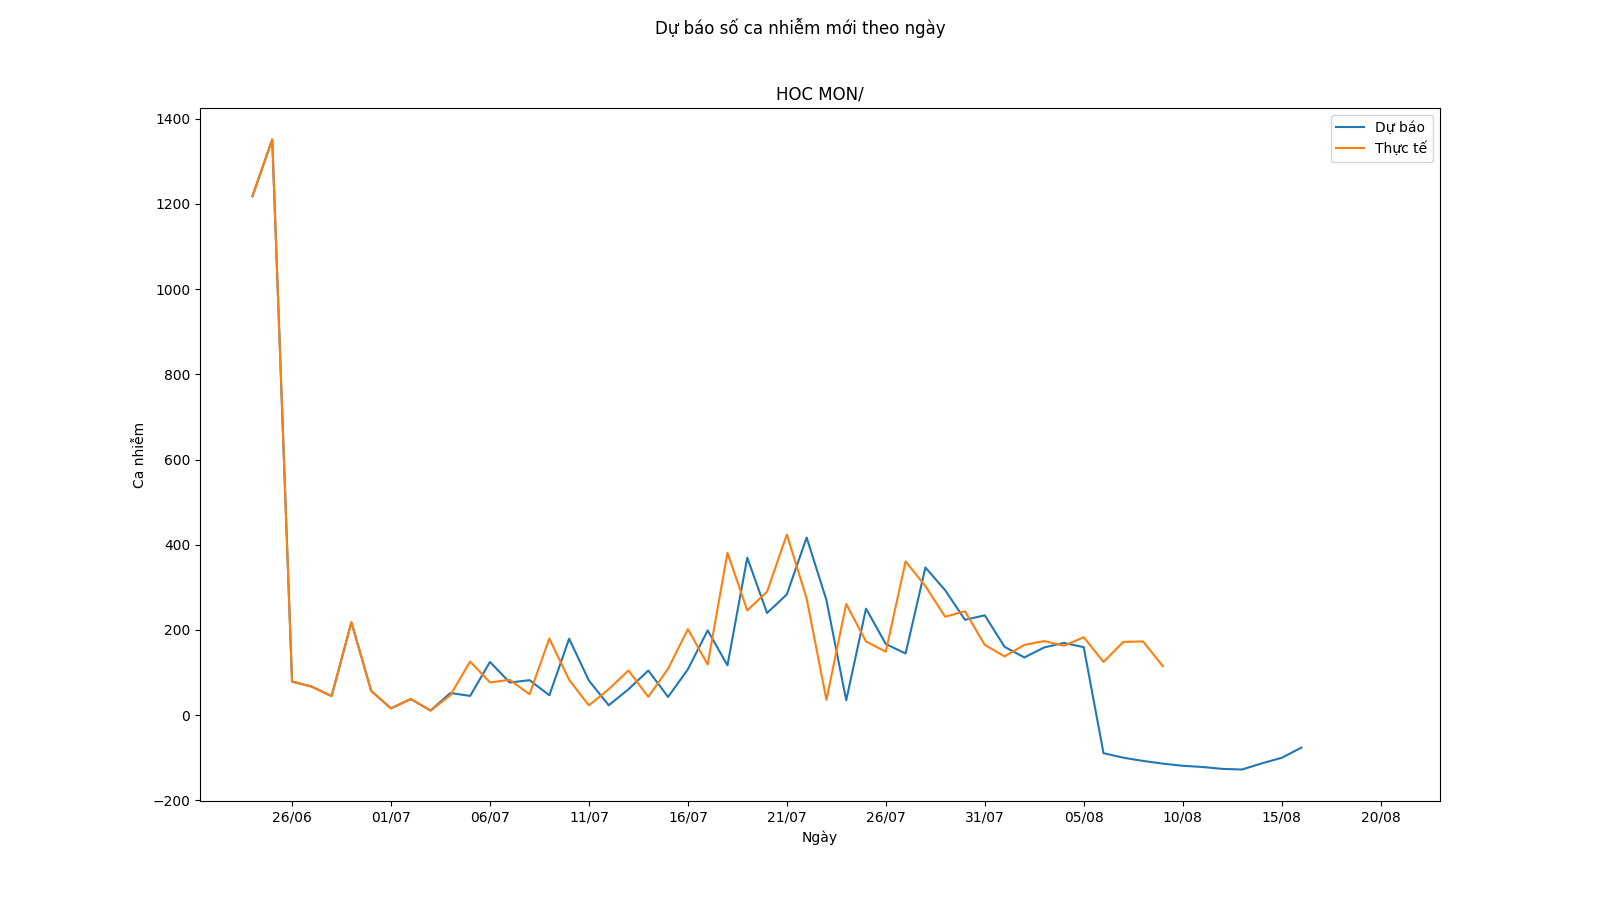 Dự báo số ca nhiễm mới theo ngày
HOC MON/
Dự báo
Thực tế
1400
1200
1000
800
600
400
200
0
−200
Ca nhiễm
26/06 01/07 06/07 11/07 16/07 21/07 26/07 31/07 05/08 10/08 15/08 20/08
Ngày